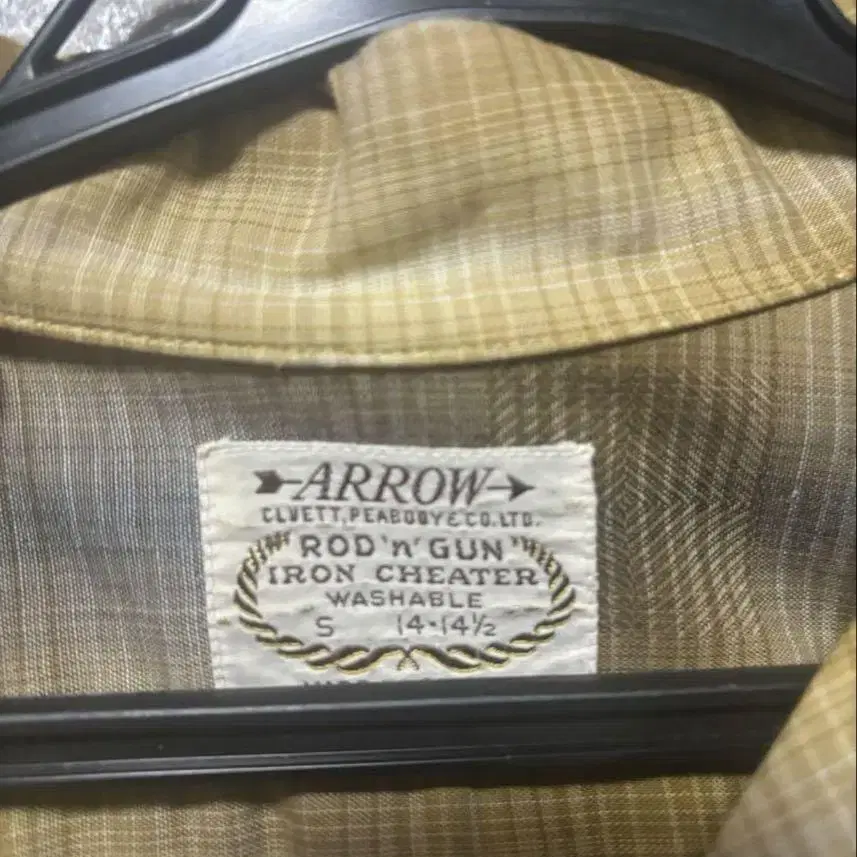 ARROW
CLUETT, PEABODY & CO. LTD.
ROD 'n' GUN
IRON CHEATER
WASHABLE
S 14-14½